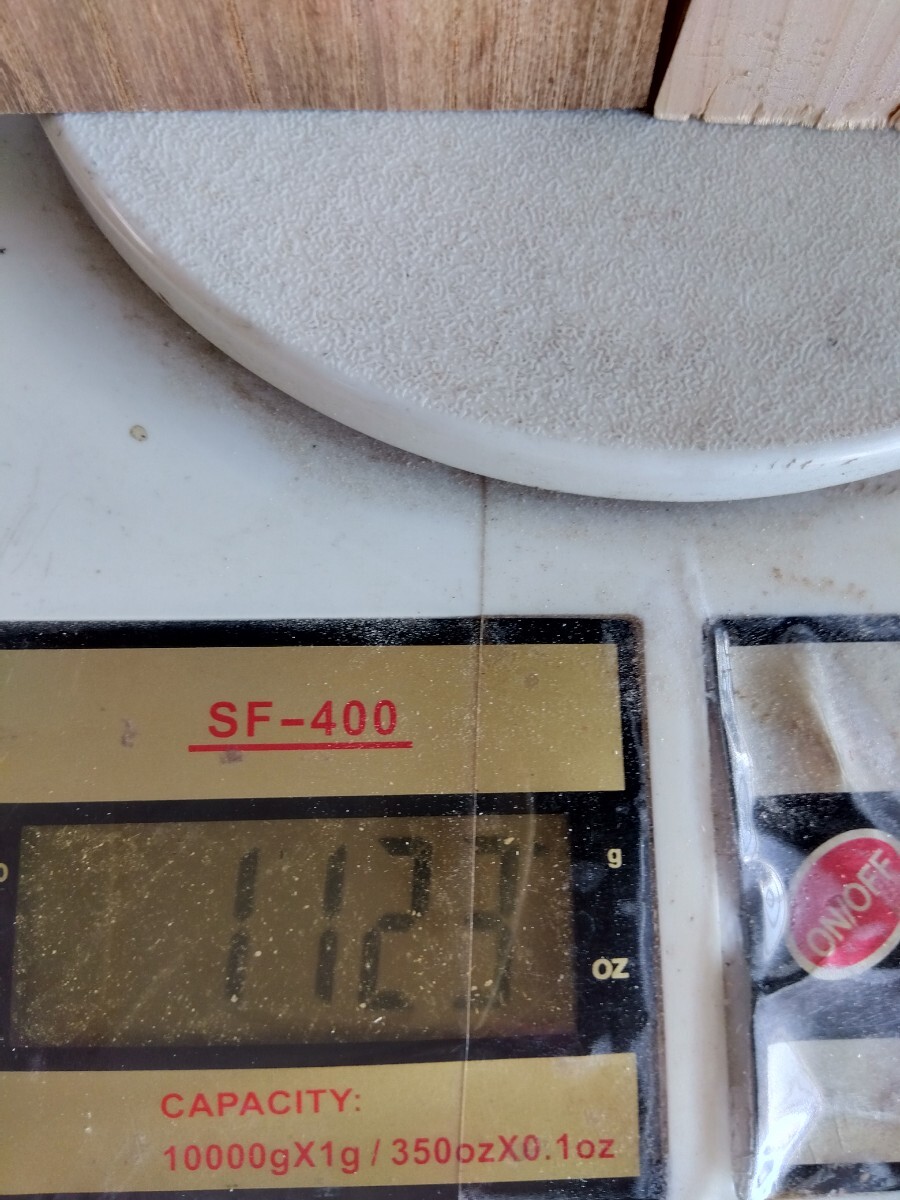 SF-400
1123
g
oz
ON/OFF
CAPACITY:
10000gX1g / 350ozX0.1oz